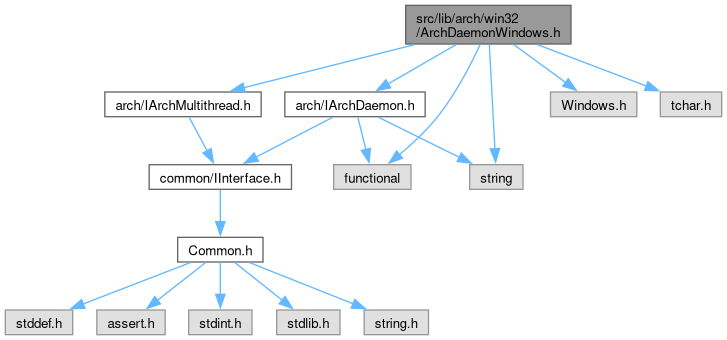 src/lib/arch/win32
/ArchDaemonWindows.h
arch/IArchMultithread.h
arch/IArchDaemon.h
Windows.h
tchar.h
common/IInterface.h
functional
string
Common.h
stddef.h
assert.h
stdint.h
stdlib.h
string.h